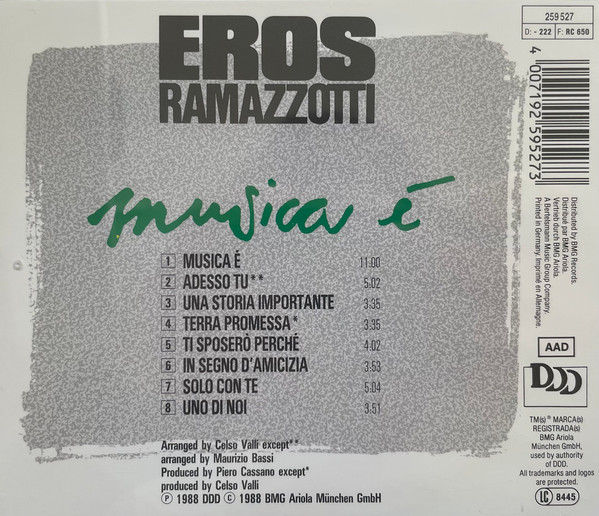 EROS
RAMAZZOTTI
musica é
1 MUSICA É 11.00
2 ADESSO TU** 5.02
3 UNA STORIA IMPORTANTE 3:35
4 TERRA PROMESSA* 3:35
5 TI SPOSERÒ PERCHÉ 4.02
6 IN SEGNO D'AMICIZIA 3:53
7 SOLO CON TE 5:04
8 UNO DI NOI 3.51
Arranged by Celso Valli except**
arranged by Maurizio Bassi
Produced by Piero Cassano except*
produced by Celso Valli
℗ 1988 DDD © 1988 BMG Ariola München GmbH
259 527
D: - 222 F: RC 650
4 007192 595273
Distributed by BMG Records.
Distribué par BMG Ariola.
Vertrieb durch BMG Ariola.
A Bertelsmann Music Group Company.
Printed in Germany. Imprimé en Allemagne.
AAD
DDD
TM(s)® MARCA(s)
REGISTRADA(s)
BMG Ariola
München GmbH,
used by authority
of DDD.
All trademarks and logos
are protected.
LC 8445